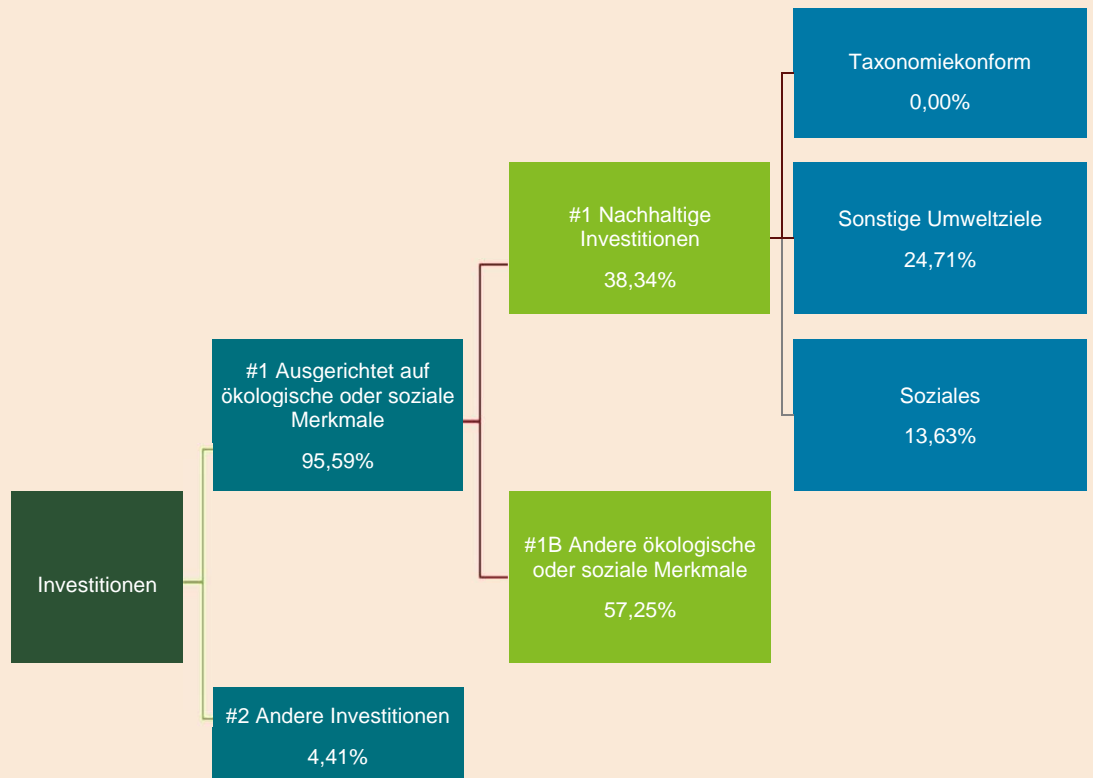 Taxonomiekonform
0,00%
#1 Nachhaltige
Investitionen
38,34%
Sonstige Umweltziele
24,71%
#1 Ausgerichtet auf
ökologische oder soziale
Merkmale
95,59%
Soziales
13,63%
Investitionen
#1B Andere ökologische
oder soziale Merkmale
57,25%
#2 Andere Investitionen
4,41%